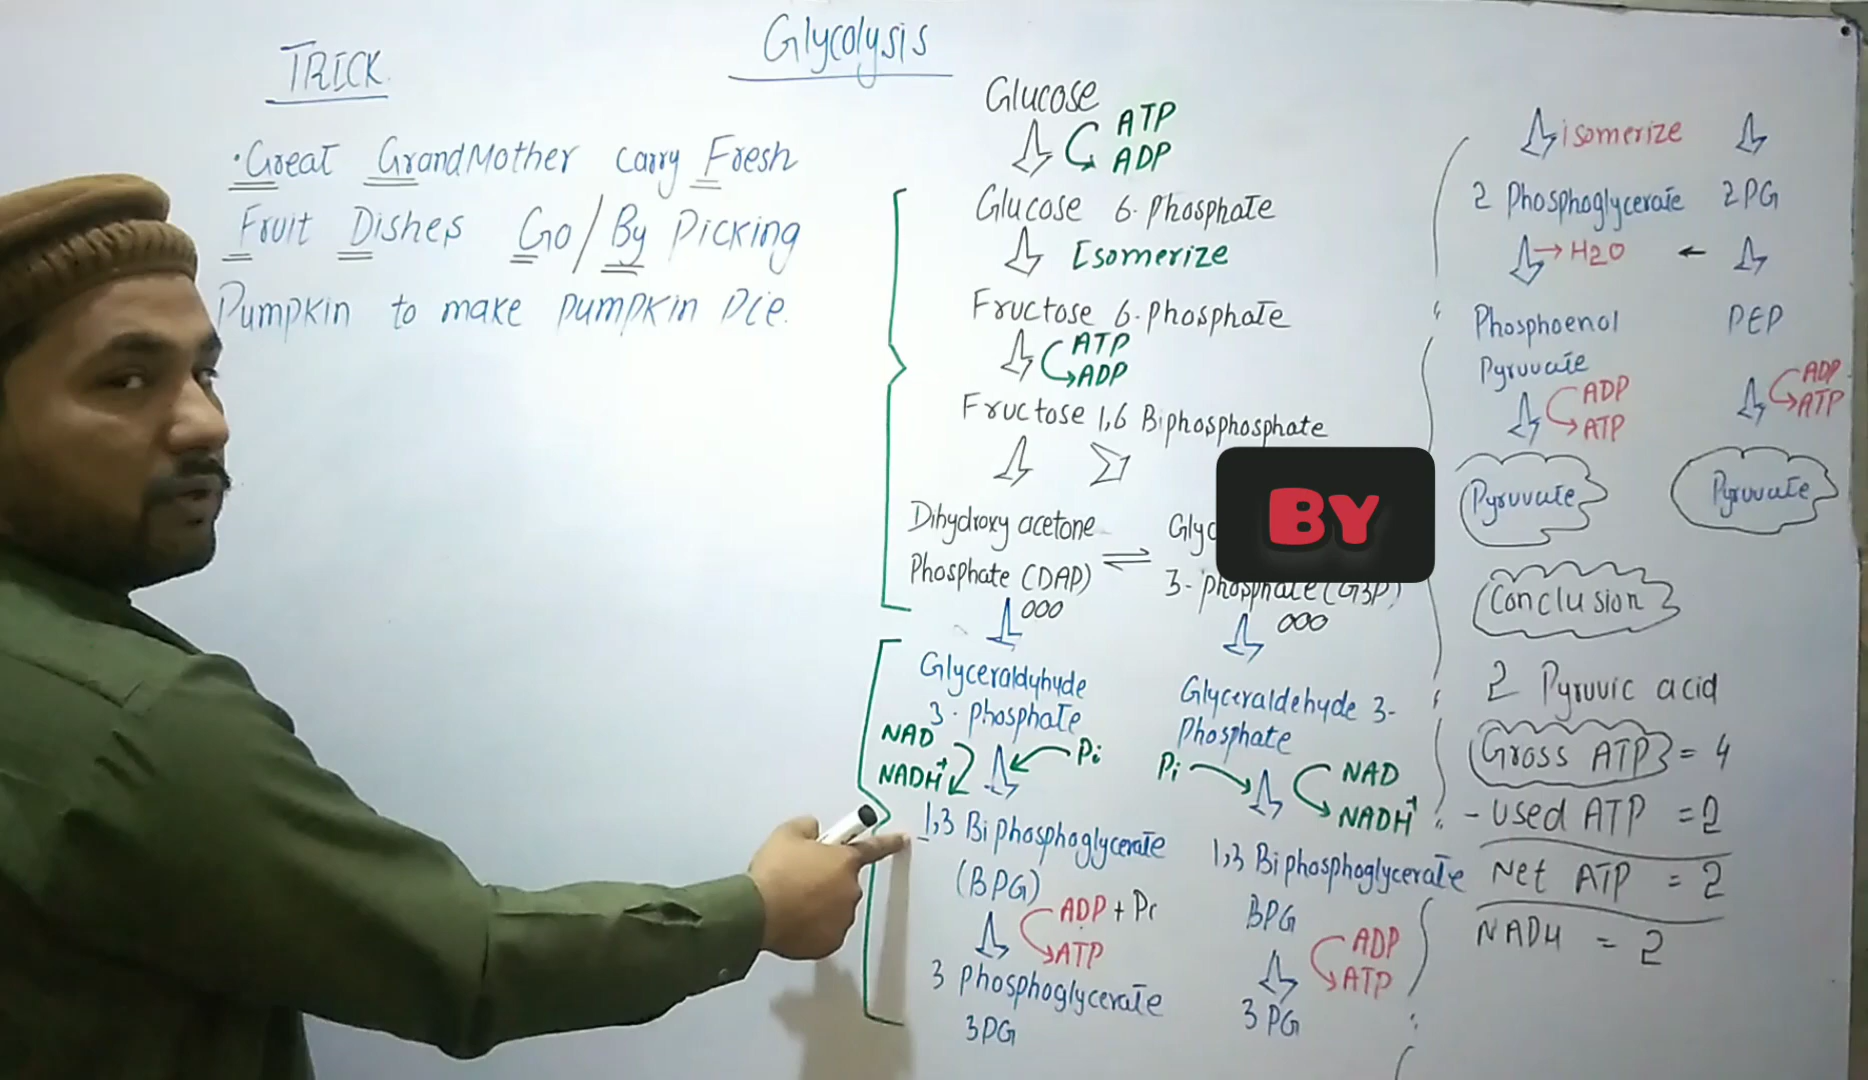 Glycolysis
TRICK
·Great GrandMother carry Fresh
Fruit Dishes Go/By Picking
Pumpkin to make pumpkin Pie.
Glucose
ATP
ADP
Glucose 6-Phosphate
Isomerize
Fructose 6-Phosphate
ATP
ADP
Fructose 1,6 Biphosphosphate
Dihydroxy acetone
Phosphate (DAP)
BY
3-Phosphate (G3P)
Glyceraldyhyde
3-Phosphate
NAD
NADH⁺
Pi
Glyceraldehyde 3-
Phosphate
Pi
NAD
NADH⁺
1,3 Biphosphoglycerate
(BPG)
ADP + Pi
ATP
3 Phosphoglycerate
3PG
1,3 Biphosphoglycerate
BPG
ADP
ATP
3 PG
isomerize
2 Phosphoglycerate 2PG
→ H2O ←
Phosphoenol PEP
Pyruvate
ADP
ATP
ADP
ATP
Pyruvate
Pyruvate
Conclusion
2 Pyruvic acid
Gross ATP = 4
- used ATP = 2
Net ATP = 2
NADH = 2